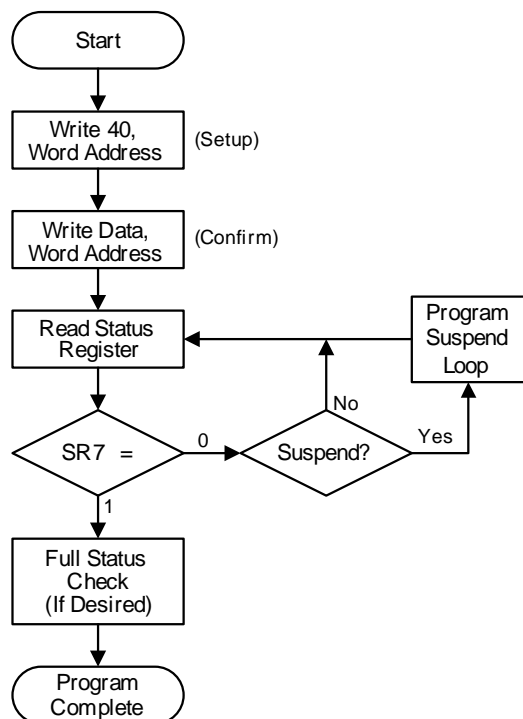 Start
Write 40,
Word Address
(Setup)
Write Data,
Word Address
(Confirm)
Read Status
Register
Program
Suspend
Loop
No
Yes
SR7 =
0
Suspend?
1
Full Status
Check
(If Desired)
Program
Complete